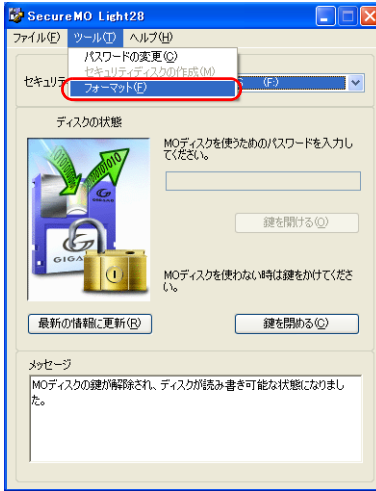 SecureMO Light28
ファイル(F) ツール(T) ヘルプ(H)
パスワードの変更(C)
セキュリティディスクの作成(M)
フォーマット(F)
セキュリテ
(F:)
ディスクの状態
MOディスクを使うためのパスワードを入力し
てください。
鍵を開ける(O)
GIGA
MOディスクを使わない時は鍵をかけてくださ
い。
最新の情報に更新(R)
鍵を閉める(C)
メッセージ
MOディスクの鍵が解除され、ディスクが読み書き可能な状態になりまし
た。